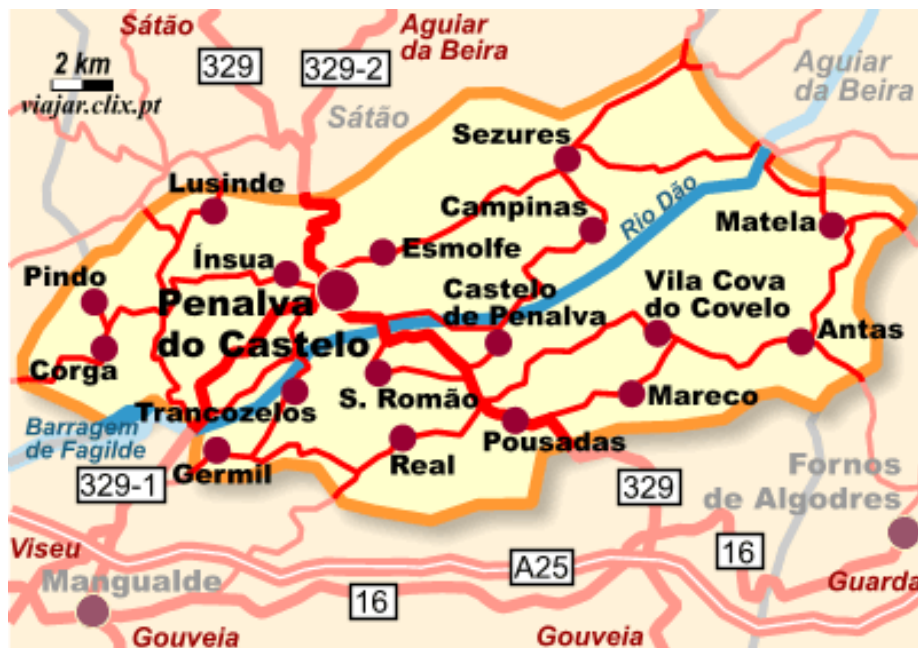 Sátão
329
329-2
Aguiar
da Beira
2 km
viajar.clix.pt
Sátão
Aguiar
da Beira
Sezures
Lusinde
Campinas
Rio Dão
Matela
Esmolfe
Ínsua
Pindo
Penalva
do Castelo
Castelo
de Penalva
Vila Cova
do Covelo
Antas
Corga
Trancozelos
S. Romão
Mareco
Barragem
de Fagilde
Germil
Real
Pousadas
329-1
329
Fornos
de Algodres
Viseu
Mangualde
A25
16
16
Guarda
Gouveia
Gouveia